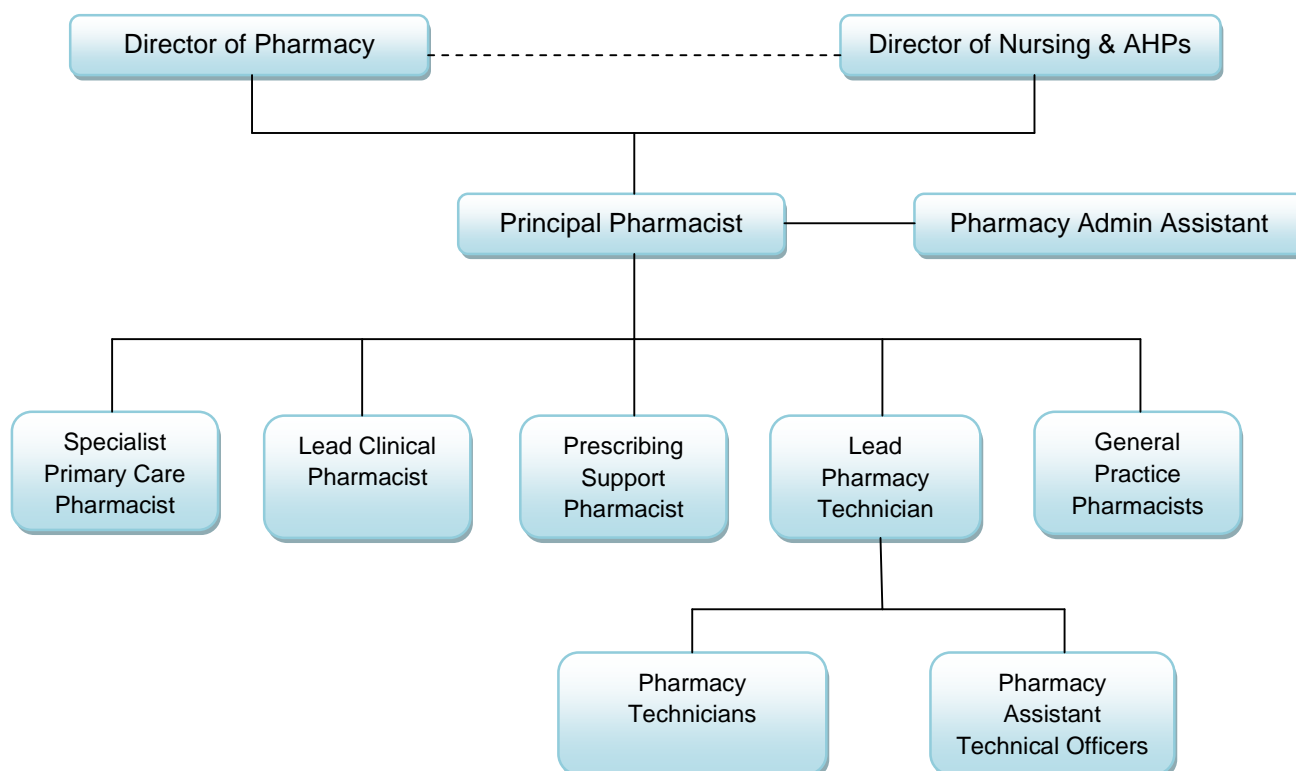 Director of Pharmacy
Director of Nursing & AHPs
Principal Pharmacist
Pharmacy Admin Assistant
Specialist
Primary Care
Pharmacist
Lead Clinical
Pharmacist
Prescribing
Support
Pharmacist
Lead
Pharmacy
Technician
General
Practice
Pharmacists
Pharmacy
Technicians
Pharmacy
Assistant
Technical Officers